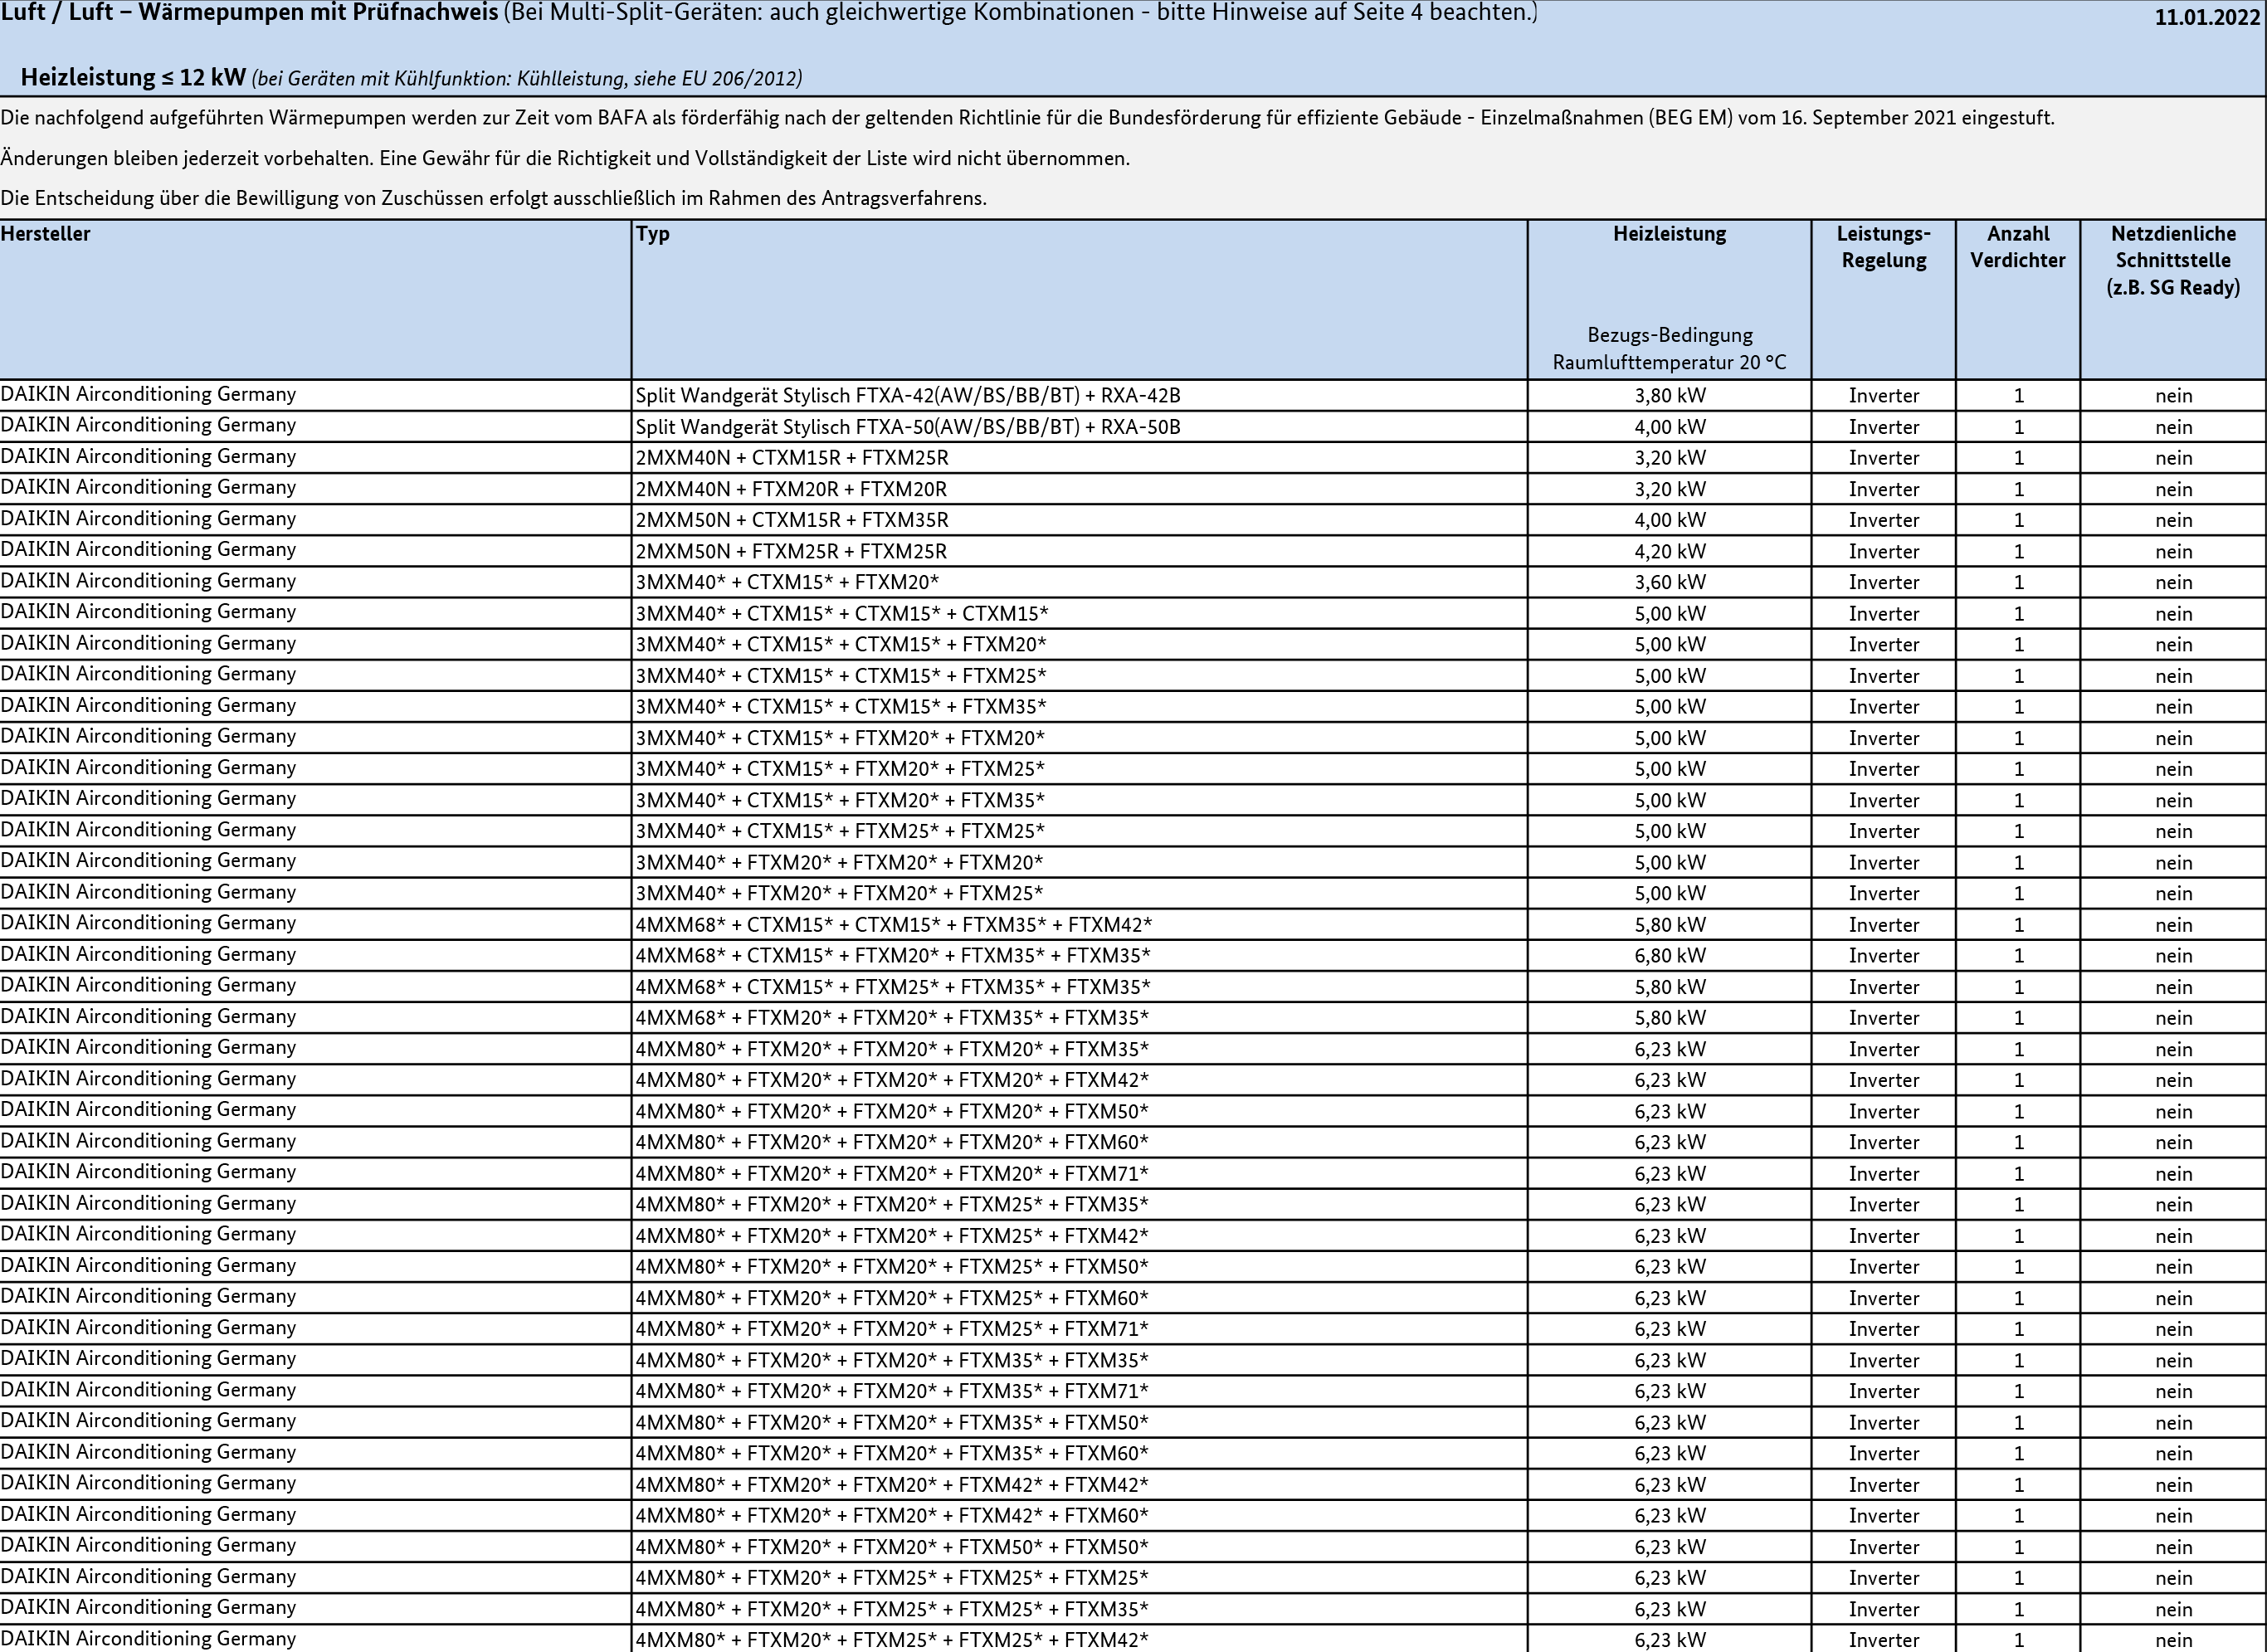 Luft / Luft – Wärmepumpen mit Prüfnachweis (Bei Multi-Split-Geräten: auch gleichwertige Kombinationen - bitte Hinweise auf Seite 4 beachten.) 11.01.2022
Heizleistung ≤ 12 kW (bei Geräten mit Kühlfunktion: Kühlleistung, siehe EU 206/2012)
Die nachfolgend aufgeführten Wärmepumpen werden zur Zeit vom BAFA als förderfähig nach der geltenden Richtlinie für die Bundesförderung für effiziente Gebäude - Einzelmaßnahmen (BEG EM) vom 16. September 2021 eingestuft.
Änderungen bleiben jederzeit vorbehalten. Eine Gewähr für die Richtigkeit und Vollständigkeit der Liste wird nicht übernommen.
Die Entscheidung über die Bewilligung von Zuschüssen erfolgt ausschließlich im Rahmen des Antragsverfahrens.
Hersteller Typ Heizleistung Leistungs- Anzahl Netzdienliche
Regelung Verdichter Schnittstelle
(z.B. SG Ready)
Bezugs-Bedingung
Raumlufttemperatur 20 °C
DAIKIN Airconditioning Germany Split Wandgerät Stylisch FTXA-42(AW/BS/BB/BT) + RXA-42B 3,80 kW Inverter 1 nein
DAIKIN Airconditioning Germany Split Wandgerät Stylisch FTXA-50(AW/BS/BB/BT) + RXA-50B 4,00 kW Inverter 1 nein
DAIKIN Airconditioning Germany 2MXM40N + CTXM15R + FTXM25R 3,20 kW Inverter 1 nein
DAIKIN Airconditioning Germany 2MXM40N + FTXM20R + FTXM20R 3,20 kW Inverter 1 nein
DAIKIN Airconditioning Germany 2MXM50N + CTXM15R + FTXM35R 4,00 kW Inverter 1 nein
DAIKIN Airconditioning Germany 2MXM50N + FTXM25R + FTXM25R 4,20 kW Inverter 1 nein
DAIKIN Airconditioning Germany 3MXM40* + CTXM15* + FTXM20* 3,60 kW Inverter 1 nein
DAIKIN Airconditioning Germany 3MXM40* + CTXM15* + CTXM15* + CTXM15* 5,00 kW Inverter 1 nein
DAIKIN Airconditioning Germany 3MXM40* + CTXM15* + CTXM15* + FTXM20* 5,00 kW Inverter 1 nein
DAIKIN Airconditioning Germany 3MXM40* + CTXM15* + CTXM15* + FTXM25* 5,00 kW Inverter 1 nein
DAIKIN Airconditioning Germany 3MXM40* + CTXM15* + CTXM15* + FTXM35* 5,00 kW Inverter 1 nein
DAIKIN Airconditioning Germany 3MXM40* + CTXM15* + FTXM20* + FTXM20* 5,00 kW Inverter 1 nein
DAIKIN Airconditioning Germany 3MXM40* + CTXM15* + FTXM20* + FTXM25* 5,00 kW Inverter 1 nein
DAIKIN Airconditioning Germany 3MXM40* + CTXM15* + FTXM20* + FTXM35* 5,00 kW Inverter 1 nein
DAIKIN Airconditioning Germany 3MXM40* + CTXM15* + FTXM25* + FTXM25* 5,00 kW Inverter 1 nein
DAIKIN Airconditioning Germany 3MXM40* + FTXM20* + FTXM20* + FTXM20* 5,00 kW Inverter 1 nein
DAIKIN Airconditioning Germany 3MXM40* + FTXM20* + FTXM20* + FTXM25* 5,00 kW Inverter 1 nein
DAIKIN Airconditioning Germany 4MXM68* + CTXM15* + CTXM15* + FTXM35* + FTXM42* 5,80 kW Inverter 1 nein
DAIKIN Airconditioning Germany 4MXM68* + CTXM15* + FTXM20* + FTXM35* + FTXM35* 6,80 kW Inverter 1 nein
DAIKIN Airconditioning Germany 4MXM68* + CTXM15* + FTXM25* + FTXM35* + FTXM35* 5,80 kW Inverter 1 nein
DAIKIN Airconditioning Germany 4MXM68* + FTXM20* + FTXM20* + FTXM35* + FTXM35* 5,80 kW Inverter 1 nein
DAIKIN Airconditioning Germany 4MXM80* + FTXM20* + FTXM20* + FTXM20* + FTXM35* 6,23 kW Inverter 1 nein
DAIKIN Airconditioning Germany 4MXM80* + FTXM20* + FTXM20* + FTXM20* + FTXM42* 6,23 kW Inverter 1 nein
DAIKIN Airconditioning Germany 4MXM80* + FTXM20* + FTXM20* + FTXM20* + FTXM50* 6,23 kW Inverter 1 nein
DAIKIN Airconditioning Germany 4MXM80* + FTXM20* + FTXM20* + FTXM20* + FTXM60* 6,23 kW Inverter 1 nein
DAIKIN Airconditioning Germany 4MXM80* + FTXM20* + FTXM20* + FTXM20* + FTXM71* 6,23 kW Inverter 1 nein
DAIKIN Airconditioning Germany 4MXM80* + FTXM20* + FTXM20* + FTXM25* + FTXM35* 6,23 kW Inverter 1 nein
DAIKIN Airconditioning Germany 4MXM80* + FTXM20* + FTXM20* + FTXM25* + FTXM42* 6,23 kW Inverter 1 nein
DAIKIN Airconditioning Germany 4MXM80* + FTXM20* + FTXM20* + FTXM25* + FTXM50* 6,23 kW Inverter 1 nein
DAIKIN Airconditioning Germany 4MXM80* + FTXM20* + FTXM20* + FTXM25* + FTXM60* 6,23 kW Inverter 1 nein
DAIKIN Airconditioning Germany 4MXM80* + FTXM20* + FTXM20* + FTXM25* + FTXM71* 6,23 kW Inverter 1 nein
DAIKIN Airconditioning Germany 4MXM80* + FTXM20* + FTXM20* + FTXM35* + FTXM35* 6,23 kW Inverter 1 nein
DAIKIN Airconditioning Germany 4MXM80* + FTXM20* + FTXM20* + FTXM35* + FTXM71* 6,23 kW Inverter 1 nein
DAIKIN Airconditioning Germany 4MXM80* + FTXM20* + FTXM20* + FTXM35* + FTXM50* 6,23 kW Inverter 1 nein
DAIKIN Airconditioning Germany 4MXM80* + FTXM20* + FTXM20* + FTXM35* + FTXM60* 6,23 kW Inverter 1 nein
DAIKIN Airconditioning Germany 4MXM80* + FTXM20* + FTXM20* + FTXM42* + FTXM42* 6,23 kW Inverter 1 nein
DAIKIN Airconditioning Germany 4MXM80* + FTXM20* + FTXM20* + FTXM42* + FTXM60* 6,23 kW Inverter 1 nein
DAIKIN Airconditioning Germany 4MXM80* + FTXM20* + FTXM20* + FTXM50* + FTXM50* 6,23 kW Inverter 1 nein
DAIKIN Airconditioning Germany 4MXM80* + FTXM20* + FTXM25* + FTXM25* + FTXM25* 6,23 kW Inverter 1 nein
DAIKIN Airconditioning Germany 4MXM80* + FTXM20* + FTXM25* + FTXM25* + FTXM35* 6,23 kW Inverter 1 nein
DAIKIN Airconditioning Germany 4MXM80* + FTXM20* + FTXM25* + FTXM25* + FTXM42* 6,23 kW Inverter 1 nein